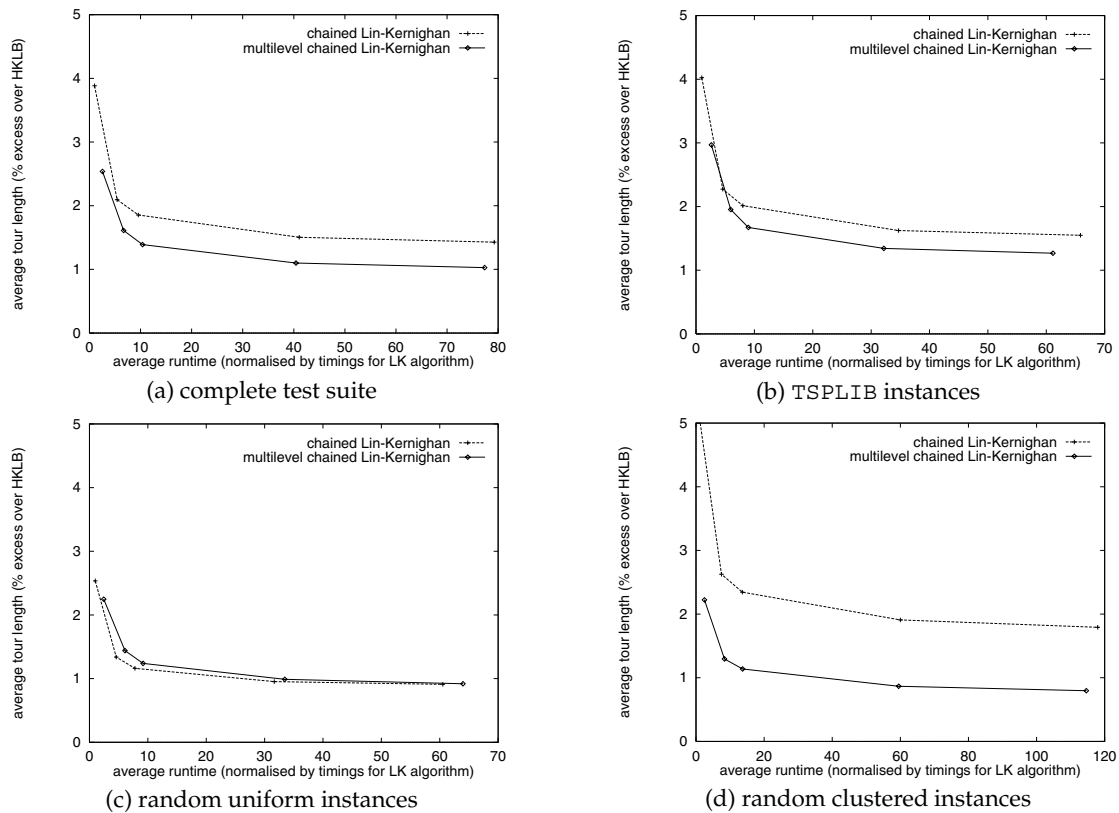 5
4
3
2
1
0
0 10 20 30 40 50 60 70 80
average tour length (% excess over HKLB)
average runtime (normalised by timings for LK algorithm)
chained Lin-Kernighan
multilevel chained Lin-Kernighan
(a) complete test suite
5
4
3
2
1
0
0 10 20 30 40 50 60 70
average tour length (% excess over HKLB)
average runtime (normalised by timings for LK algorithm)
chained Lin-Kernighan
multilevel chained Lin-Kernighan
(b) TSPLIB instances
5
4
3
2
1
0
0 10 20 30 40 50 60 70
average tour length (% excess over HKLB)
average runtime (normalised by timings for LK algorithm)
chained Lin-Kernighan
multilevel chained Lin-Kernighan
(c) random uniform instances
5
4
3
2
1
0
0 20 40 60 80 100 120
average tour length (% excess over HKLB)
average runtime (normalised by timings for LK algorithm)
chained Lin-Kernighan
multilevel chained Lin-Kernighan
(d) random clustered instances